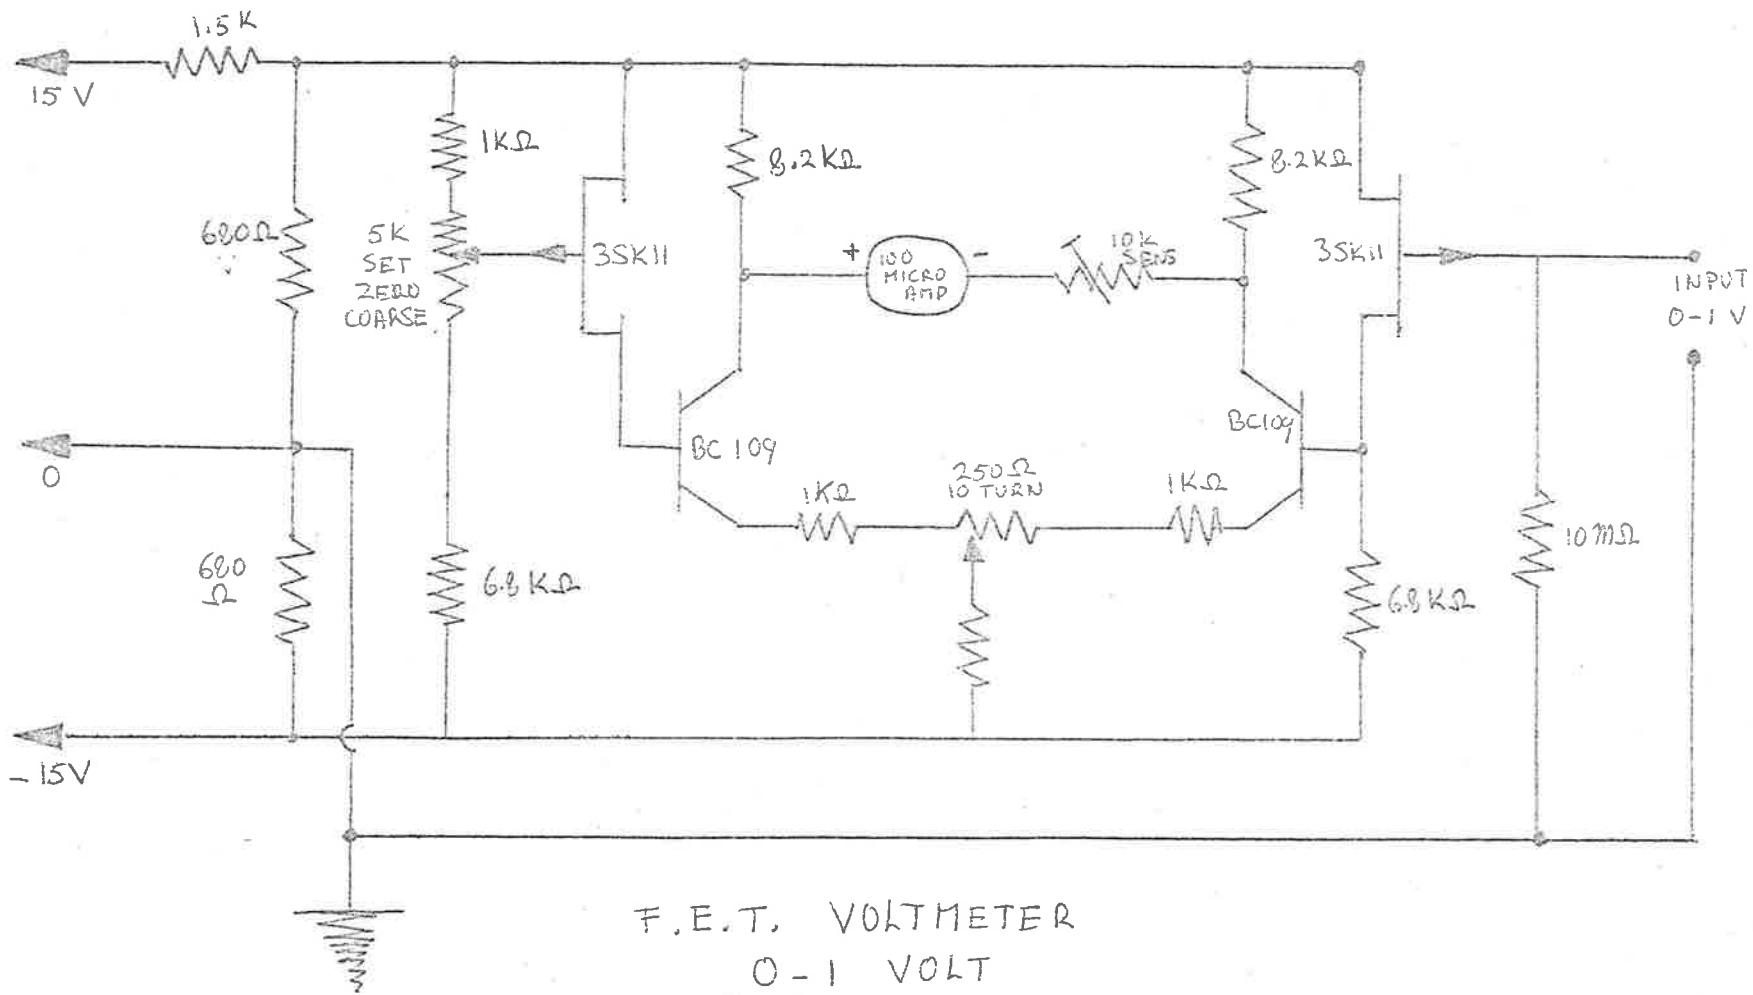 1.5K
15 V
1KΩ
8.2KΩ
8.2KΩ
680Ω
5K
SET
ZERO
COARSE
3SK11
+
100
MICRO
AMP
-
10K
SENS
3SK11
INPUT
0-1 V
0
BC 109
BC109
1KΩ
250Ω
10 TURN
1KΩ
10MΩ
680
Ω
6.8KΩ
6.8KΩ
-15V
F.E.T. VOLTMETER
0-1 VOLT